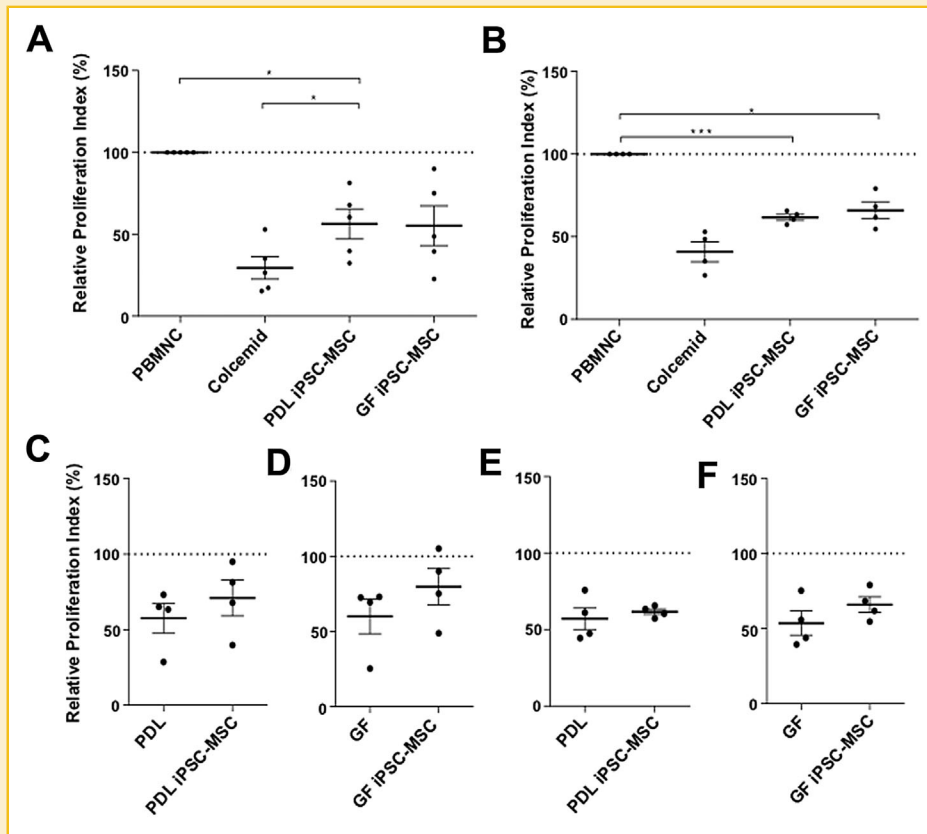 A
Relative Proliferation Index (%)
150
100
50
0
*
*
PBMNC
Colcemid
PDL iPSC-MSC
GF iPSC-MSC
B
Relative Proliferation Index (%)
150
100
50
0
*
***
PBMNC
Colcemid
PDL iPSC-MSC
GF iPSC-MSC
C
Relative Proliferation Index (%)
150
100
50
0
PDL
PDL iPSC-MSC
D
150
100
50
0
GF
GF iPSC-MSC
E
150
100
50
0
PDL
PDL iPSC-MSC
F
150
100
50
0
GF
GF iPSC-MSC